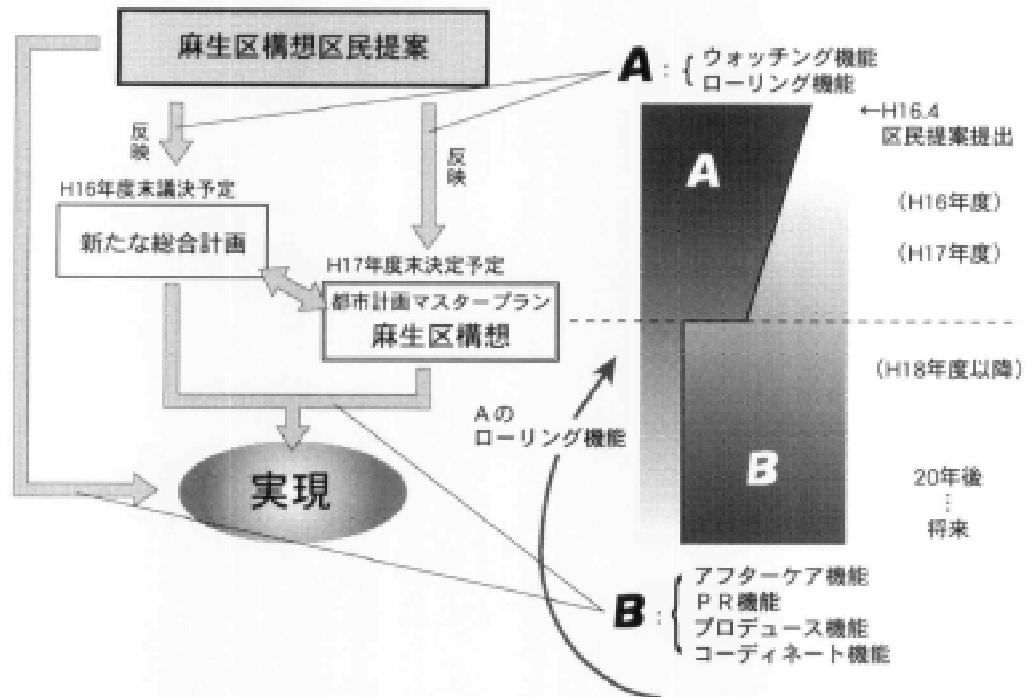 麻生区構想区民提案
A:{ウォッチング機能
ローリング機能
←H16.4
区民提案提出
反映
反映
A
H16年度末議決予定
新たな総合計画
(H16年度)
(H17年度)
H17年度末決定予定
都市計画マスタープラン
麻生区構想
(H18年度以降)
Aの
ローリング機能
B
実現
20年後
⋮
将来
B:{アフターケア機能
PR機能
プロデュース機能
コーディネート機能